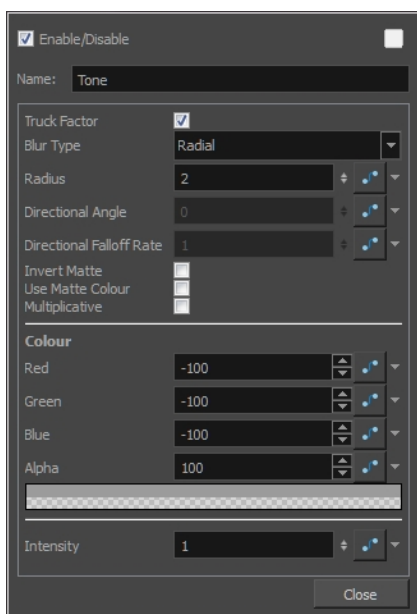 Enable/Disable
Name: Tone
Truck Factor
Blur Type Radial
Radius 2
Directional Angle 0
Directional Falloff Rate 1
Invert Matte
Use Matte Colour
Multiplicative
Colour
Red -100
Green -100
Blue -100
Alpha 100
Intensity 1
Close